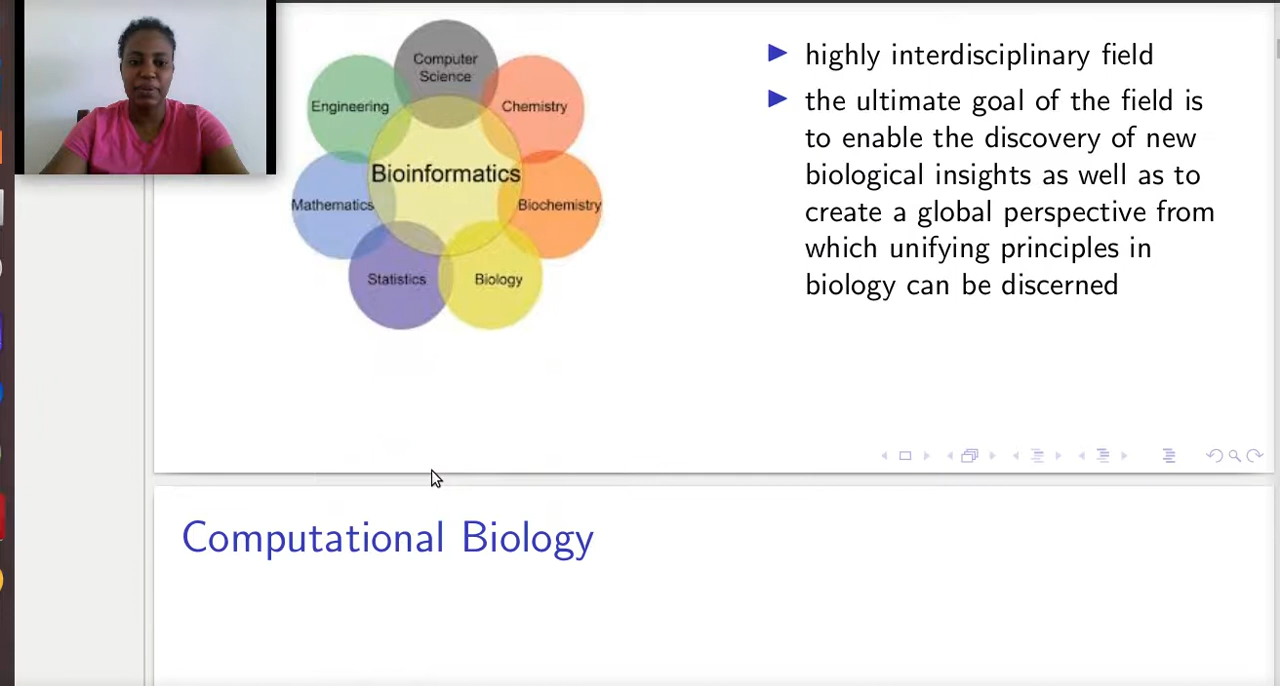 Computer
Science
Engineering
Chemistry
Bioinformatics
Mathematics
Biochemistry
Statistics
Biology
highly interdisciplinary field
the ultimate goal of the field is
to enable the discovery of new
biological insights as well as to
create a global perspective from
which unifying principles in
biology can be discerned
Computational Biology